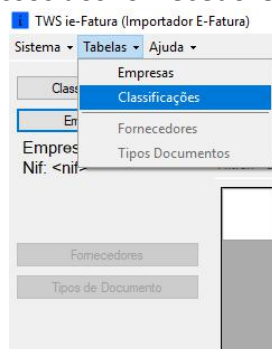 TWS ie-Fatura (Importador E-Fatura)
Sistema Tabelas Ajuda
Empresas
Classificações
Fornecedores
Tipos Documentos
Nif: <nif>
Fornecedores
Tipos de Documento